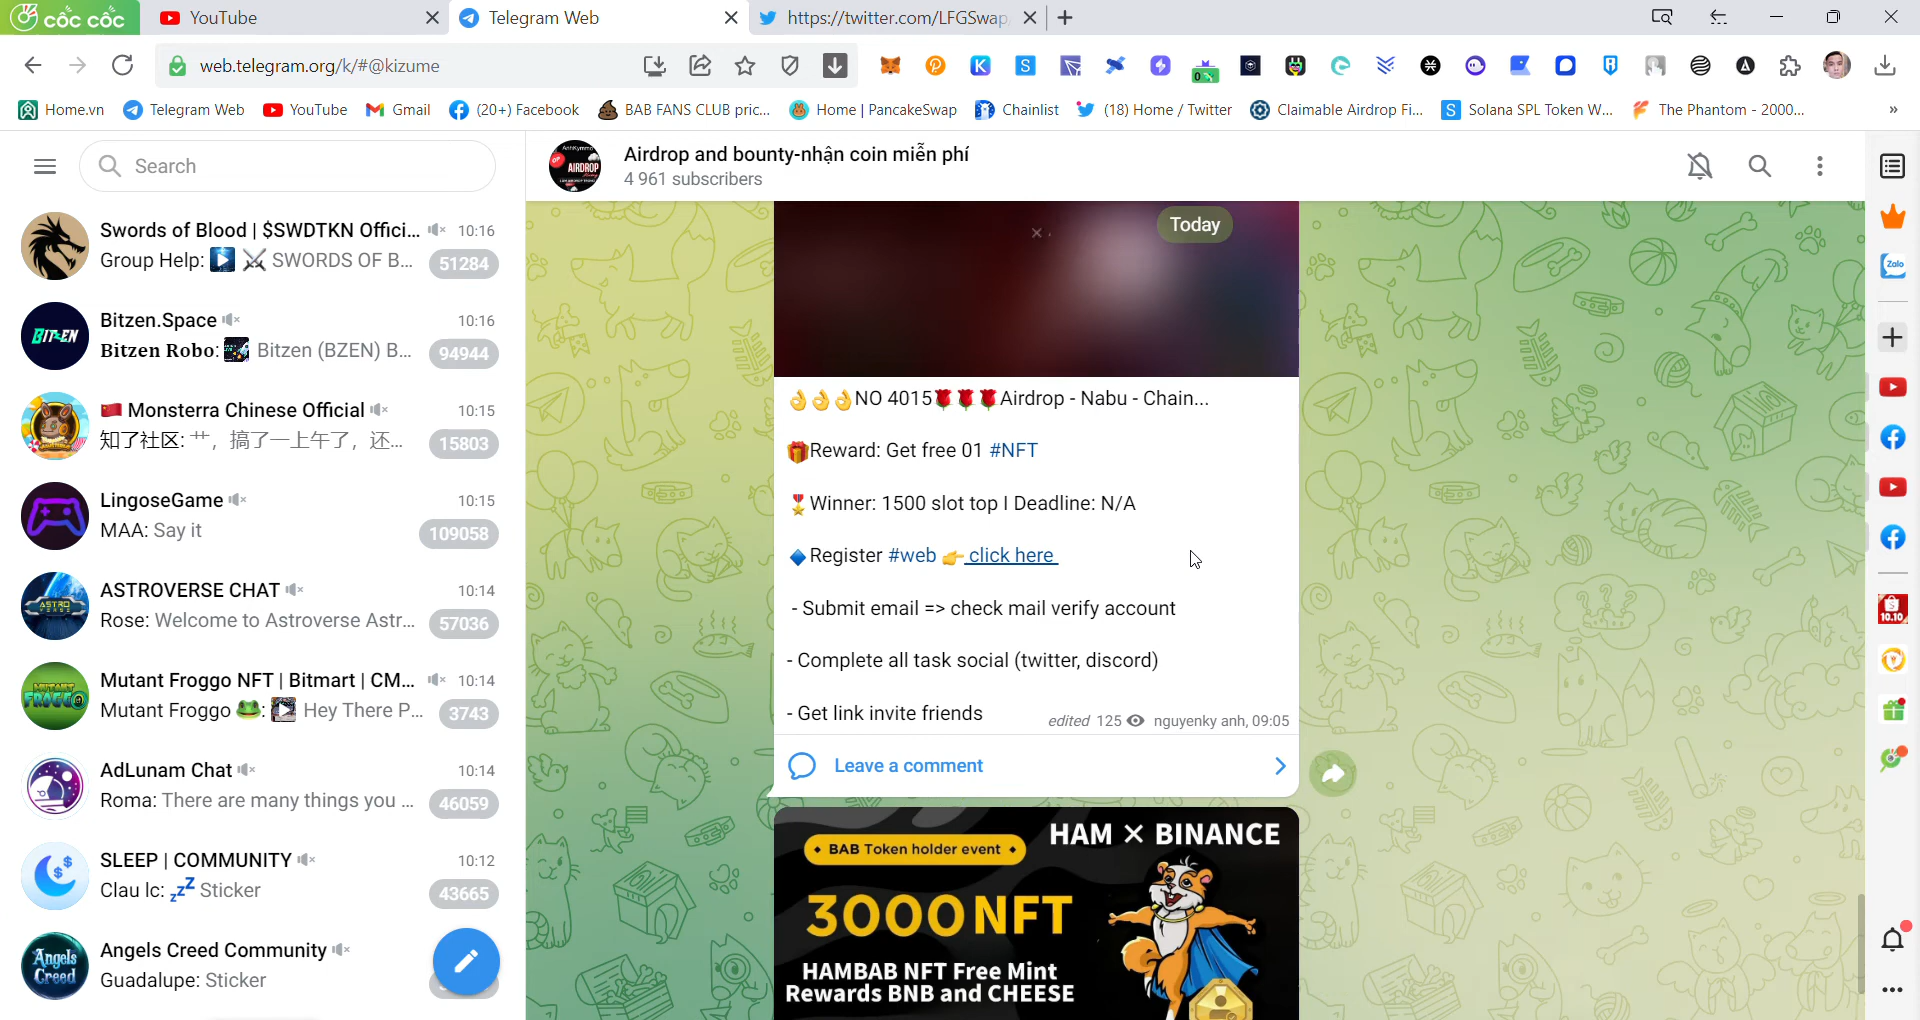 cốc cốc
YouTube
Telegram Web
https://twitter.com/LFGSwap
web.telegram.org/k/#@kizume
Home.vn
Telegram Web
YouTube
Gmail
(20+) Facebook
BAB FANS CLUB pric...
Home | PancakeSwap
Chainlist
(18) Home / Twitter
Claimable Airdrop Fi...
Solana SPL Token W...
The Phantom - 2000...
»
Search
Swords of Blood | $SWDTKN Offici... 10:16
Group Help: SWORDS OF B... 51284
Bitzen.Space 10:16
Bitzen Robo: Bitzen (BZEN) B... 94944
🇨🇳 Monsterra Chinese Official 10:15
知了社区: 艹，搞了一上午了，还... 15803
LingoseGame 10:15
MAA: Say it 109058
ASTROVERSE CHAT 10:14
Rose: Welcome to Astroverse Astr... 57036
Mutant Froggo NFT | Bitmart | CM... 10:14
Mutant Froggo 🐸: Hey There P... 3743
AdLunam Chat 10:14
Roma: There are many things you ... 46059
SLEEP | COMMUNITY 10:12
Clau Ic: 💤 Sticker 43665
Angels Creed Community
Guadalupe: Sticker
Airdrop and bounty-nhận coin miễn phí
4 961 subscribers
Today
👌👌👌NO 4015🌹🌹🌹Airdrop - Nabu - Chain...
🎁Reward: Get free 01 #NFT
🎖Winner: 1500 slot top I Deadline: N/A
🔹Register #web 👉 click here
- Submit email => check mail verify account
- Complete all task social (twitter, discord)
- Get link invite friends
edited 125 nguyenky anh, 09:05
Leave a comment
HAM × BINANCE
BAB Token holder event
3000 NFT
HAMBAB NFT Free Mint
Rewards BNB and CHEESE
Zalo
10.10